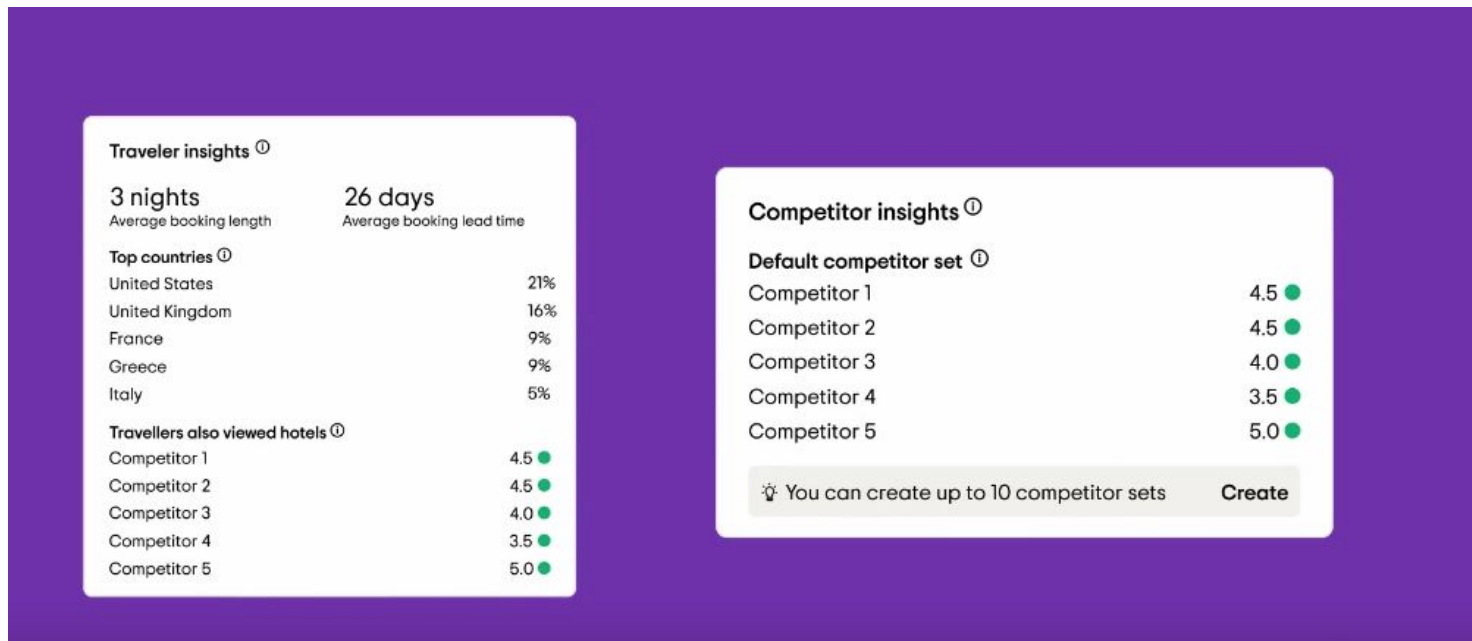 Traveler insights
3 nights 26 days
Average booking length Average booking lead time
Top countries
United States 21%
United Kingdom 16%
France 9%
Greece 9%
Italy 5%
Travellers also viewed hotels
Competitor 1 4.5
Competitor 2 4.5
Competitor 3 4.0
Competitor 4 3.5
Competitor 5 5.0
Competitor insights
Default competitor set
Competitor 1 4.5
Competitor 2 4.5
Competitor 3 4.0
Competitor 4 3.5
Competitor 5 5.0
You can create up to 10 competitor sets Create